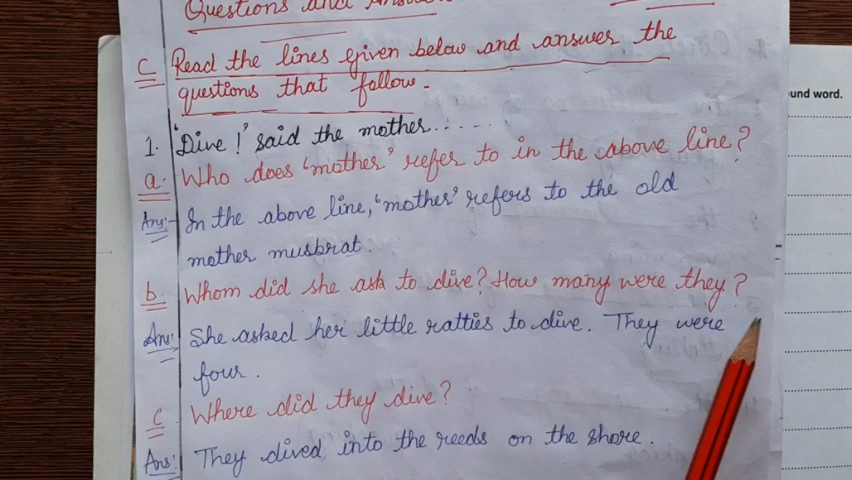 Questions and Answers
C Read the lines given below and answer the
questions that follow.
1. 'Dive!' said the mother.....
a. Who does 'mother' refer to in the above line?
Ans:- In the above line, 'mother' refers to the old
mother muskrat.
b. Whom did she ask to dive? How many were they?
Ans: She asked her little ratties to dive. They were
four.
c Where did they dive?
Ans: They dived into the reeds on the shore.
und word.